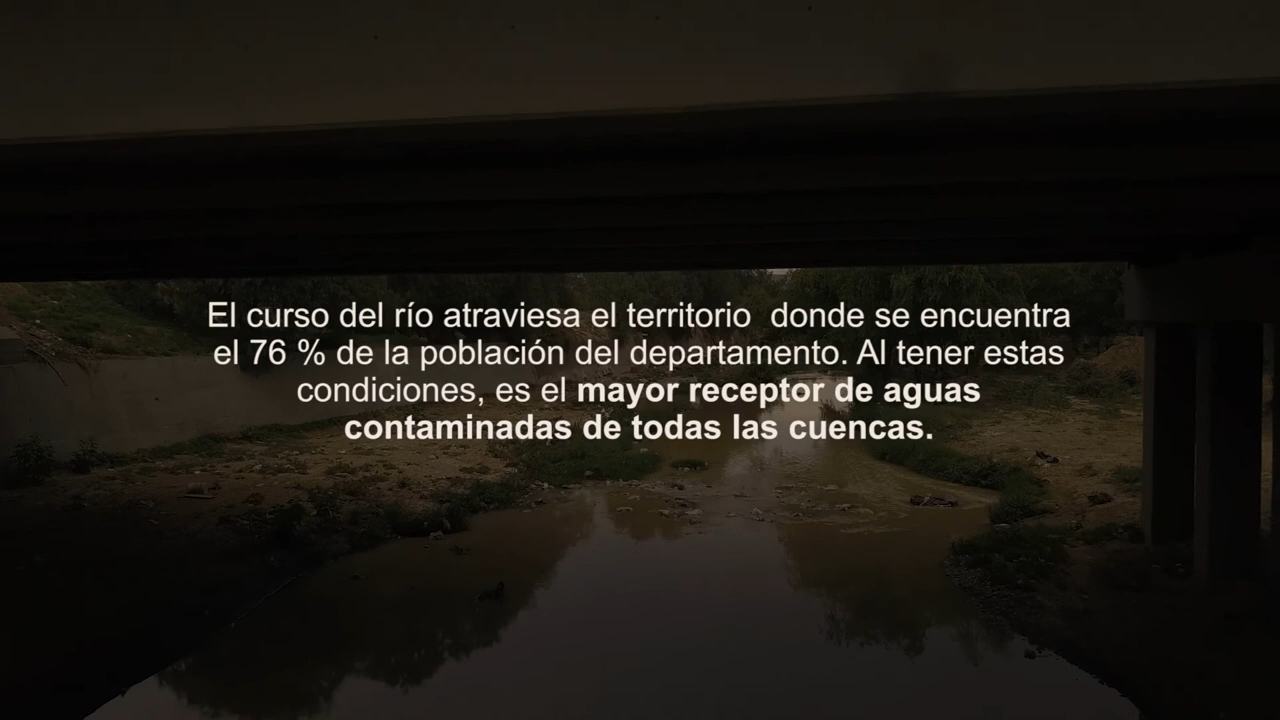 El curso del río atraviesa el territorio  donde se encuentra
el 76 % de la población del departamento. Al tener estas
condiciones, es el mayor receptor de aguas
contaminadas de todas las cuencas.